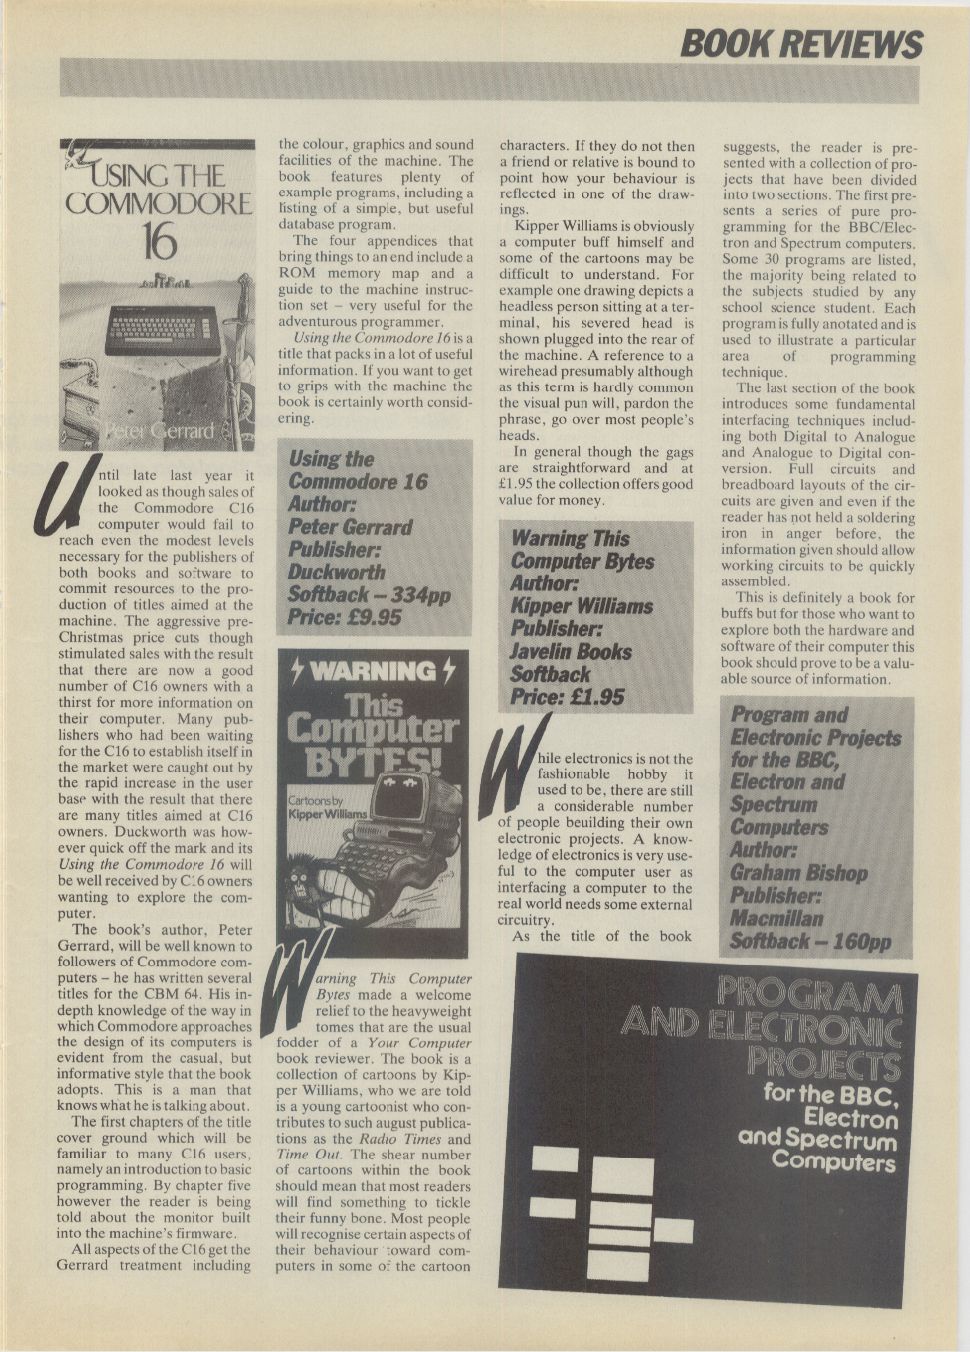 BOOK REVIEWS
USING THE
COMMODORE
16
Peter Gerrard
Until late last year it
looked as though sales of
the Commodore C16
computer would fail to
reach even the modest levels
necessary for the publishers of
both books and software to
commit resources to the pro-
duction of titles aimed at the
machine. The aggressive pre-
Christmas price cuts though
stimulated sales with the result
that there are now a good
number of C16 owners with a
thirst for more information on
their computer. Many pub-
lishers who had been waiting
for the C16 to establish itself in
the market were caught out by
the rapid increase in the user
base with the result that there
are many titles aimed at C16
owners. Duckworth was how-
ever quick off the mark and its
Using the Commodore 16 will
be well received by C16 owners
wanting to explore the com-
puter.
The book's author, Peter
Gerrard, will be well known to
followers of Commodore com-
puters – he has written several
titles for the CBM 64. His in-
depth knowledge of the way in
which Commodore approaches
the design of its computers is
evident from the casual, but
informative style that the book
adopts. This is a man that
knows what he is talking about.
The first chapters of the title
cover ground which will be
familiar to many C16 users,
namely an introduction to basic
programming. By chapter five
however the reader is being
told about the monitor built
into the machine's firmware.
All aspects of the C16 get the
Gerrard treatment including
the colour, graphics and sound
facilities of the machine. The
book features plenty of
example programs, including a
listing of a simple, but useful
database program.
The four appendices that
bring things to an end include a
ROM memory map and a
guide to the machine instruc-
tion set – very useful for the
adventurous programmer.
Using the Commodore 16 is a
title that packs in a lot of useful
information. If you want to get
to grips with the machine the
book is certainly worth consid-
ering.
Using the
Commodore 16
Author:
Peter Gerrard
Publisher:
Duckworth
Softback – 334pp
Price: £9.95
WARNING
This
Computer
BYTES!
Cartoons by
Kipper Williams
Warning This Computer
Bytes made a welcome
relief to the heavyweight
tomes that are the usual
fodder of a Your Computer
book reviewer. The book is a
collection of cartoons by Kip-
per Williams, who we are told
is a young cartoonist who con-
tributes to such august publica-
tions as the Radio Times and
Time Out. The shear number
of cartoons within the book
should mean that most readers
will find something to tickle
their funny bone. Most people
will recognise certain aspects of
their behaviour toward com-
puters in some of the cartoon
characters. If they do not then
a friend or relative is bound to
point how your behaviour is
reflected in one of the draw-
ings.
Kipper Williams is obviously
a computer buff himself and
some of the cartoons may be
difficult to understand. For
example one drawing depicts a
headless person sitting at a ter-
minal, his severed head is
shown plugged into the rear of
the machine. A reference to a
wirehead presumably although
as this term is hardly common
the visual pun will, pardon the
phrase, go over most people's
heads.
In general though the gags
are straightforward and at
£1.95 the collection offers good
value for money.
Warning This
Computer Bytes
Author:
Kipper Williams
Publisher:
Javelin Books
Softback
Price: £1.95
While electronics is not the
fashionable hobby it
used to be, there are still
a considerable number
of people beuilding their own
electronic projects. A know-
ledge of electronics is very use-
ful to the computer user as
interfacing a computer to the
real world needs some external
circuitry.
As the title of the book
suggests, the reader is pre-
sented with a collection of pro-
jects that have been divided
into two sections. The first pre-
sents a series of pure pro-
gramming for the BBC/Elec-
tron and Spectrum computers.
Some 30 programs are listed,
the majority being related to
the subjects studied by any
school science student. Each
program is fully anotated and is
used to illustrate a particular
area of programming
technique.
The last section of the book
introduces some fundamental
interfacing techniques includ-
ing both Digital to Analogue
and Analogue to Digital con-
version. Full circuits and
breadboard layouts of the cir-
cuits are given and even if the
reader has not held a soldering
iron in anger before, the
information given should allow
working circuits to be quickly
assembled.
This is definitely a book for
buffs but for those who want to
explore both the hardware and
software of their computer this
book should prove to be a valu-
able source of information.
Program and
Electronic Projects
for the BBC,
Electron and
Spectrum
Computers
Author:
Graham Bishop
Publisher:
Macmillan
Softback – 160pp
PROGRAM
AND ELECTRONIC
PROJECTS
for the BBC,
Electron
and Spectrum
Computers